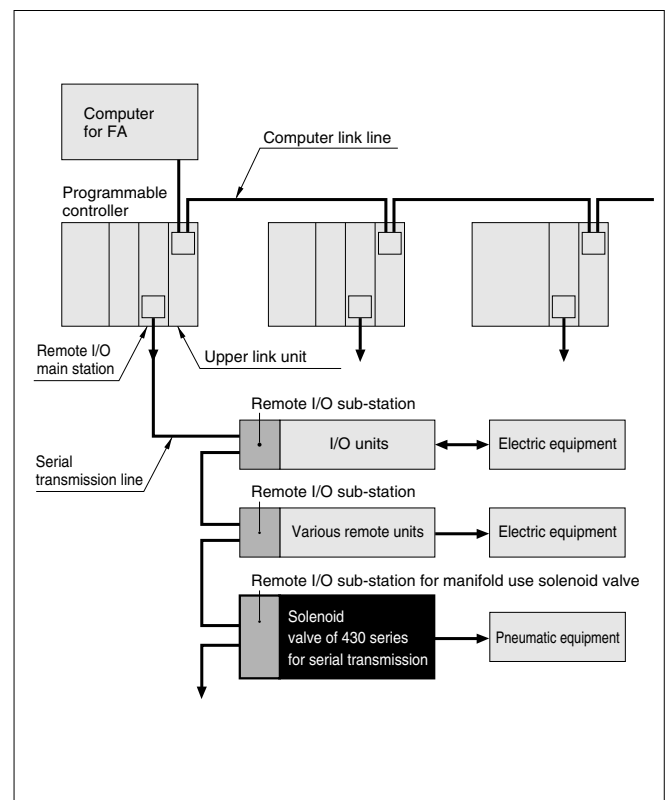 Computer
for FA
Computer link line
Programmable
controller
Remote I/O
main station
Upper link unit
Remote I/O sub-station
I/O units
Electric equipment
Serial
transmission line
Remote I/O sub-station
Various remote units
Electric equipment
Remote I/O sub-station for manifold use solenoid valve
Solenoid
valve of 430 series
for serial transmission
Pneumatic equipment